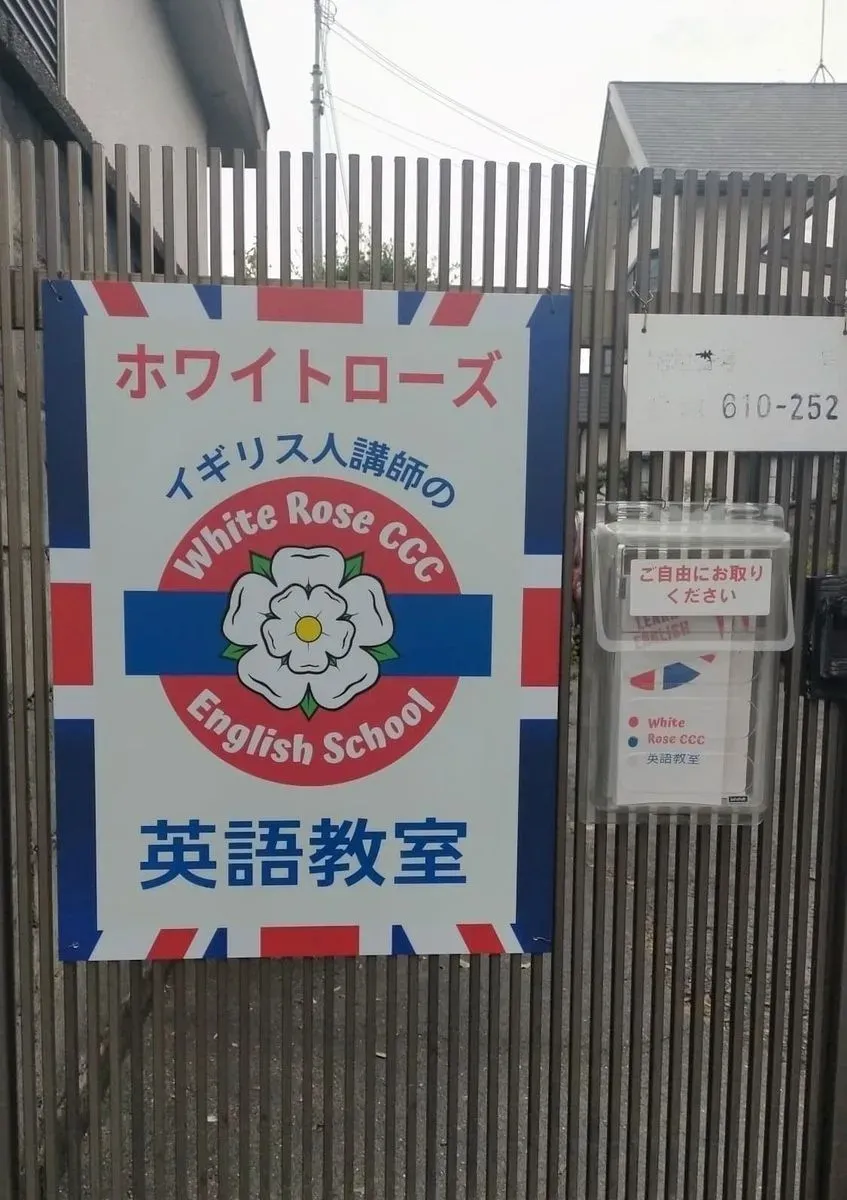 ホワイトローズ
イギリス人講師の
White Rose CCC
English School
英語教室
610-252
ご自由にお取り
ください
ENGLISH
White
Rose CCC
英語教室